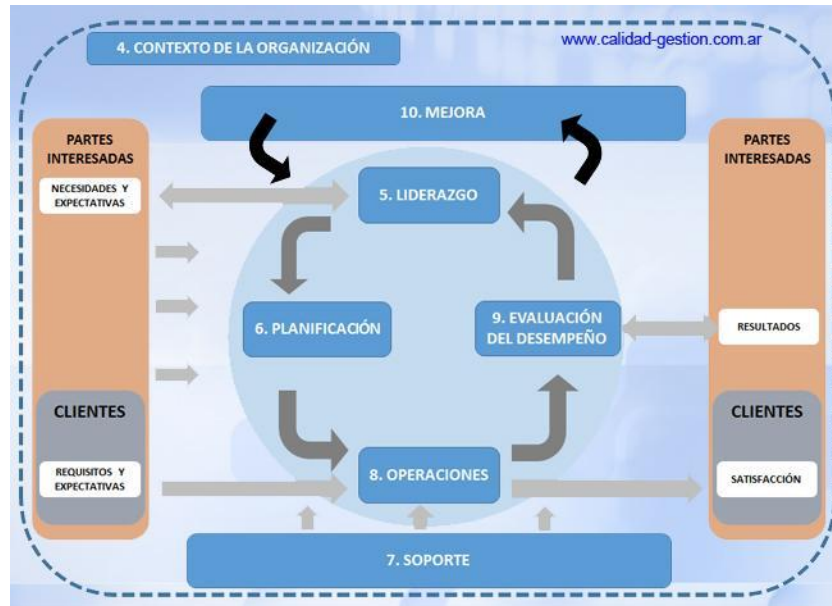 4. CONTEXTO DE LA ORGANIZACIÓN
www.calidad-gestion.com.ar
10. MEJORA
PARTES
INTERESADAS
NECESIDADES Y
EXPECTATIVAS
CLIENTES
REQUISITOS Y
EXPECTATIVAS
5. LIDERAZGO
6. PLANIFICACIÓN
9. EVALUACIÓN
DEL DESEMPEÑO
8. OPERACIONES
7. SOPORTE
PARTES
INTERESADAS
RESULTADOS
CLIENTES
SATISFACCIÓN